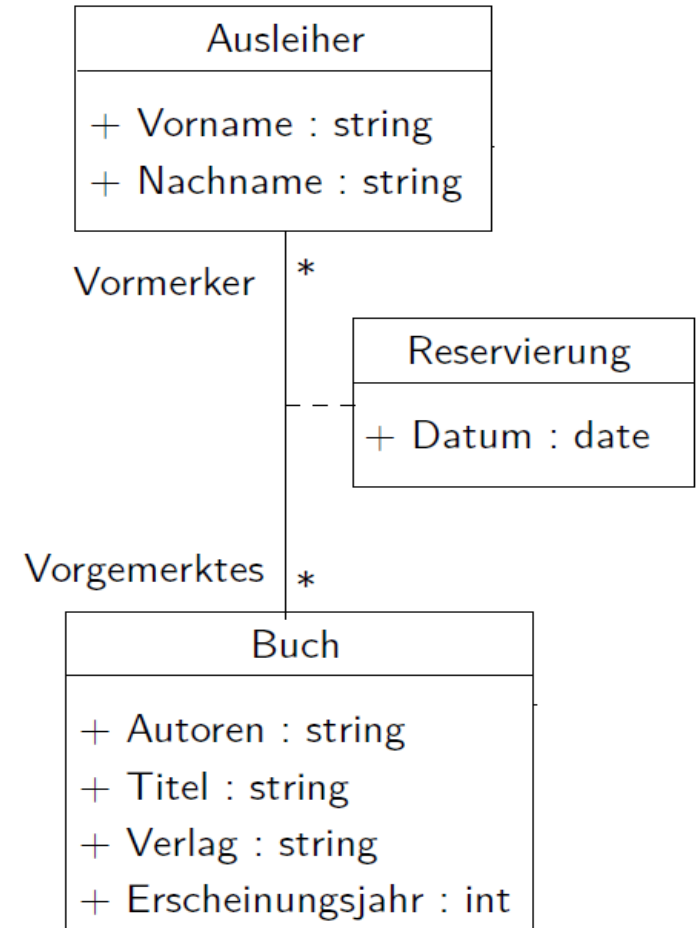 Ausleiher
+ Vorname : string
+ Nachname : string
Vormerker *
Reservierung
+ Datum : date
Vorgemerktes *
Buch
+ Autoren : string
+ Titel : string
+ Verlag : string
+ Erscheinungsjahr : int